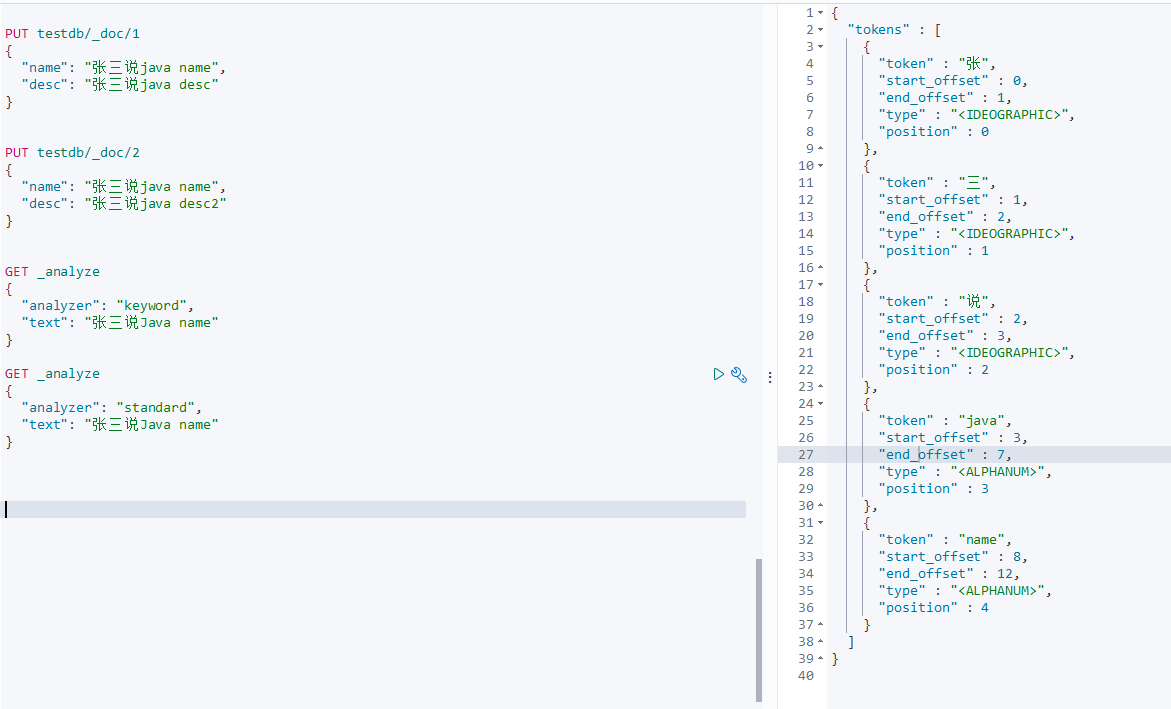 PUT testdb/_doc/1
{
  "name": "张三说java name",
  "desc": "张三说java desc"
}
PUT testdb/_doc/2
{
  "name": "张三说java name",
  "desc": "张三说java desc2"
}
GET _analyze
{
  "analyzer": "keyword",
  "text": "张三说Java name"
}
GET _analyze
{
  "analyzer": "standard",
  "text": "张三说Java name"
}
1 {
2   "tokens" : [
3     {
4       "token" : "张",
5       "start_offset" : 0,
6       "end_offset" : 1,
7       "type" : "<IDEOGRAPHIC>",
8       "position" : 0
9     },
10     {
11       "token" : "三",
12       "start_offset" : 1,
13       "end_offset" : 2,
14       "type" : "<IDEOGRAPHIC>",
15       "position" : 1
16     },
17     {
18       "token" : "说",
19       "start_offset" : 2,
20       "end_offset" : 3,
21       "type" : "<IDEOGRAPHIC>",
22       "position" : 2
23     },
24     {
25       "token" : "java",
26       "start_offset" : 3,
27       "end_offset" : 7,
28       "type" : "<ALPHANUM>",
29       "position" : 3
30     },
31     {
32       "token" : "name",
33       "start_offset" : 8,
34       "end_offset" : 12,
35       "type" : "<ALPHANUM>",
36       "position" : 4
37     }
38   ]
39 }
40